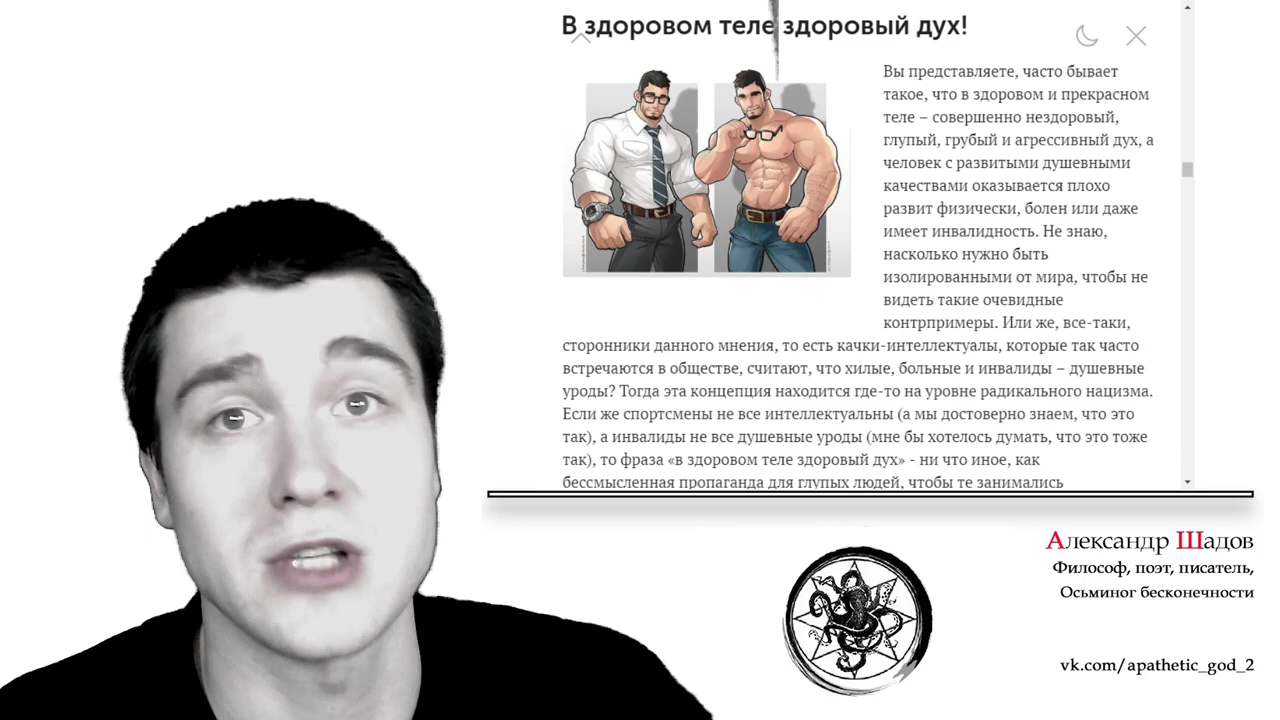 В здоровом теле здоровый дух!
Вы представляете, часто бывает
такое, что в здоровом и прекрасном
теле – совершенно нездоровый,
глупый, грубый и агрессивный дух, а
человек с развитыми душевными
качествами оказывается плохо
развит физически, болен или даже
имеет инвалидность. Не знаю,
насколько нужно быть
изолированными от мира, чтобы не
видеть такие очевидные
контрпримеры. Или же, все-таки,
сторонники данного мнения, то есть качки-интеллектуалы, которые так часто
встречаются в обществе, считают, что хилые, больные и инвалиды – душевные
уроды? Тогда эта концепция находится где-то на уровне радикального нацизма.
Если же спортсмены не все интеллектуальны (а мы достоверно знаем, что это
так), а инвалиды не все душевные уроды (мне бы хотелось думать, что это тоже
так), то фраза «в здоровом теле здоровый дух» - ни что иное, как
бессмысленная пропаганда для глупых людей, чтобы те занимались
Александр Шадов
Философ, поэт, писатель,
Осьминог бесконечности
vk.com/apathetic_god_2